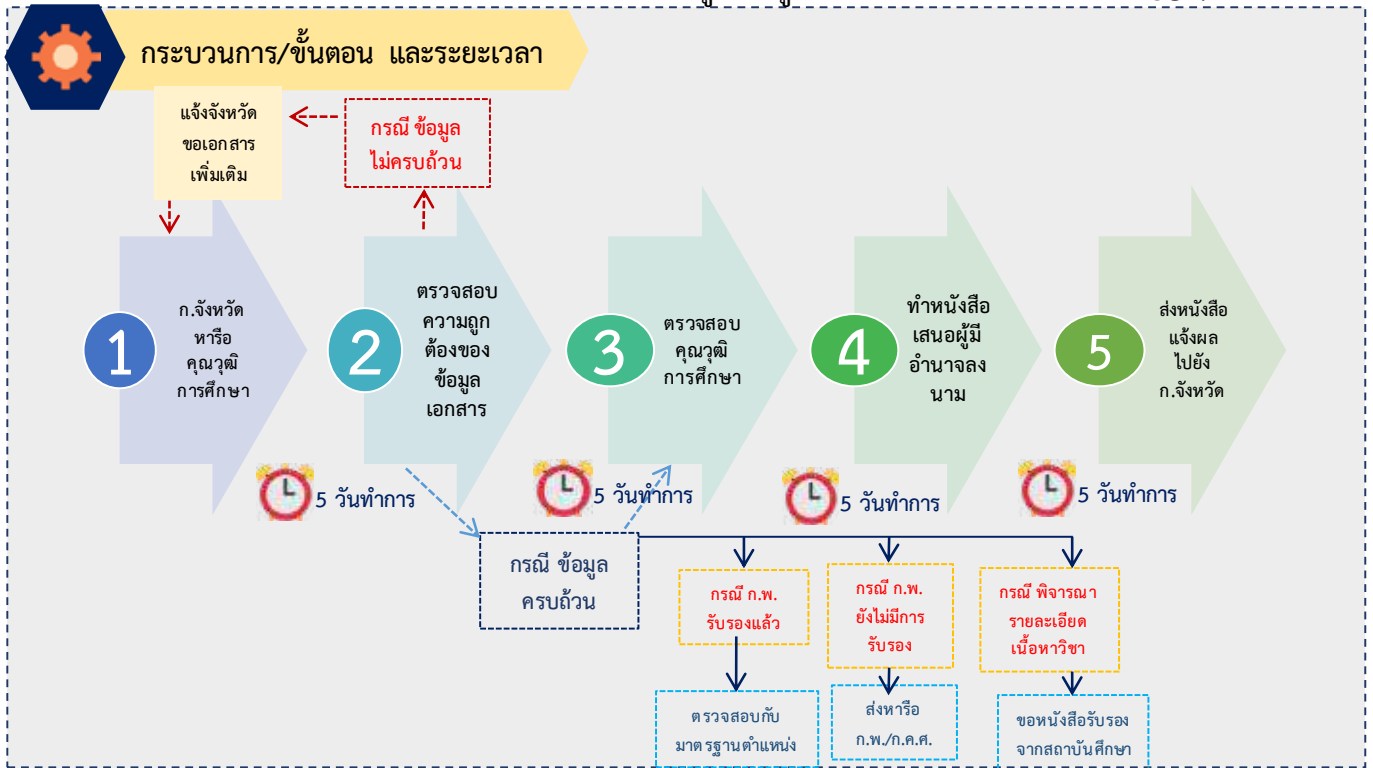 กระบวนการ/ขั้นตอน และระยะเวลา
แจ้งจังหวัด
ขอเอกสาร
เพิ่มเติม
กรณี ข้อมูล
ไม่ครบถ้วน
1
ก.จังหวัด
หารือ
คุณวุฒิ
การศึกษา
2
ตรวจสอบ
ความถูก
ต้องของ
ข้อมูล
เอกสาร
3
ตรวจสอบ
คุณวุฒิ
การศึกษา
4
ทำหนังสือ
เสนอผู้มี
อำนาจลง
นาม
5
ส่งหนังสือ
แจ้งผล
ไปยัง
ก.จังหวัด
5 วันทำการ
5 วันทำการ
5 วันทำการ
5 วันทำการ
กรณี ข้อมูล
ครบถ้วน
กรณี ก.พ.
รับรองแล้ว
กรณี ก.พ.
ยังไม่มีการ
รับรอง
กรณี พิจารณา
รายละเอียด
เนื้อหาวิชา
ตรวจสอบกับ
มาตรฐานตำแหน่ง
ส่งหารือ
ก.พ./ก.ค.ศ.
ขอหนังสือรับรอง
จากสถาบันศึกษา